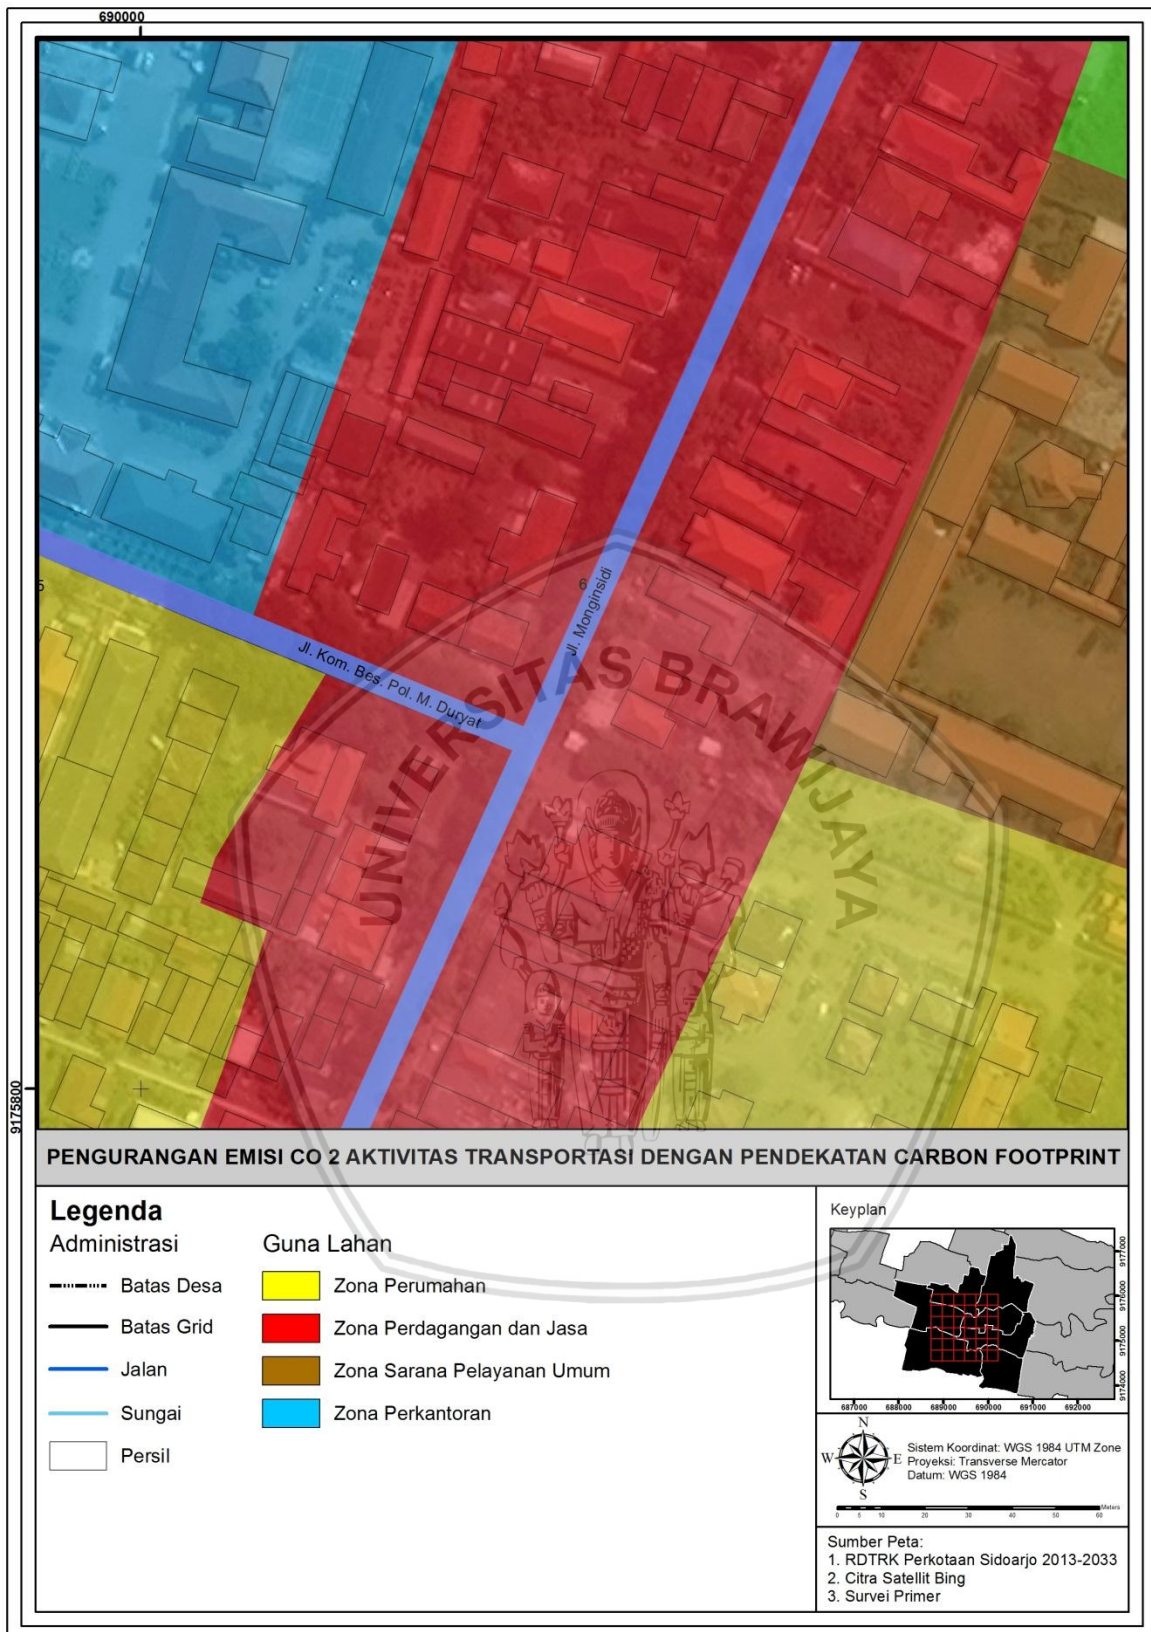 690000
5
6
Jl. Monginsidi
Jl. Kom. Bes. Pol. M. Duryat
UNIVERSITAS BRAWIJAYA
9175800
PENGURANGAN EMISI CO 2 AKTIVITAS TRANSPORTASI DENGAN PENDEKATAN CARBON FOOTPRINT
Legenda
Administrasi
Batas Desa
Batas Grid
Jalan
Sungai
Persil
Guna Lahan
Zona Perumahan
Zona Perdagangan dan Jasa
Zona Sarana Pelayanan Umum
Zona Perkantoran
Keyplan
9177000
9176000
9175000
9174000
687000 688000 689000 690000 691000 692000
N
W E
S
Sistem Koordinat: WGS 1984 UTM Zone
Proyeksi: Transverse Mercator
Datum: WGS 1984
Meters
0 5 10 20 30 40 50 60
Sumber Peta:
1. RDTRK Perkotaan Sidoarjo 2013-2033
2. Citra Satellit Bing
3. Survei Primer